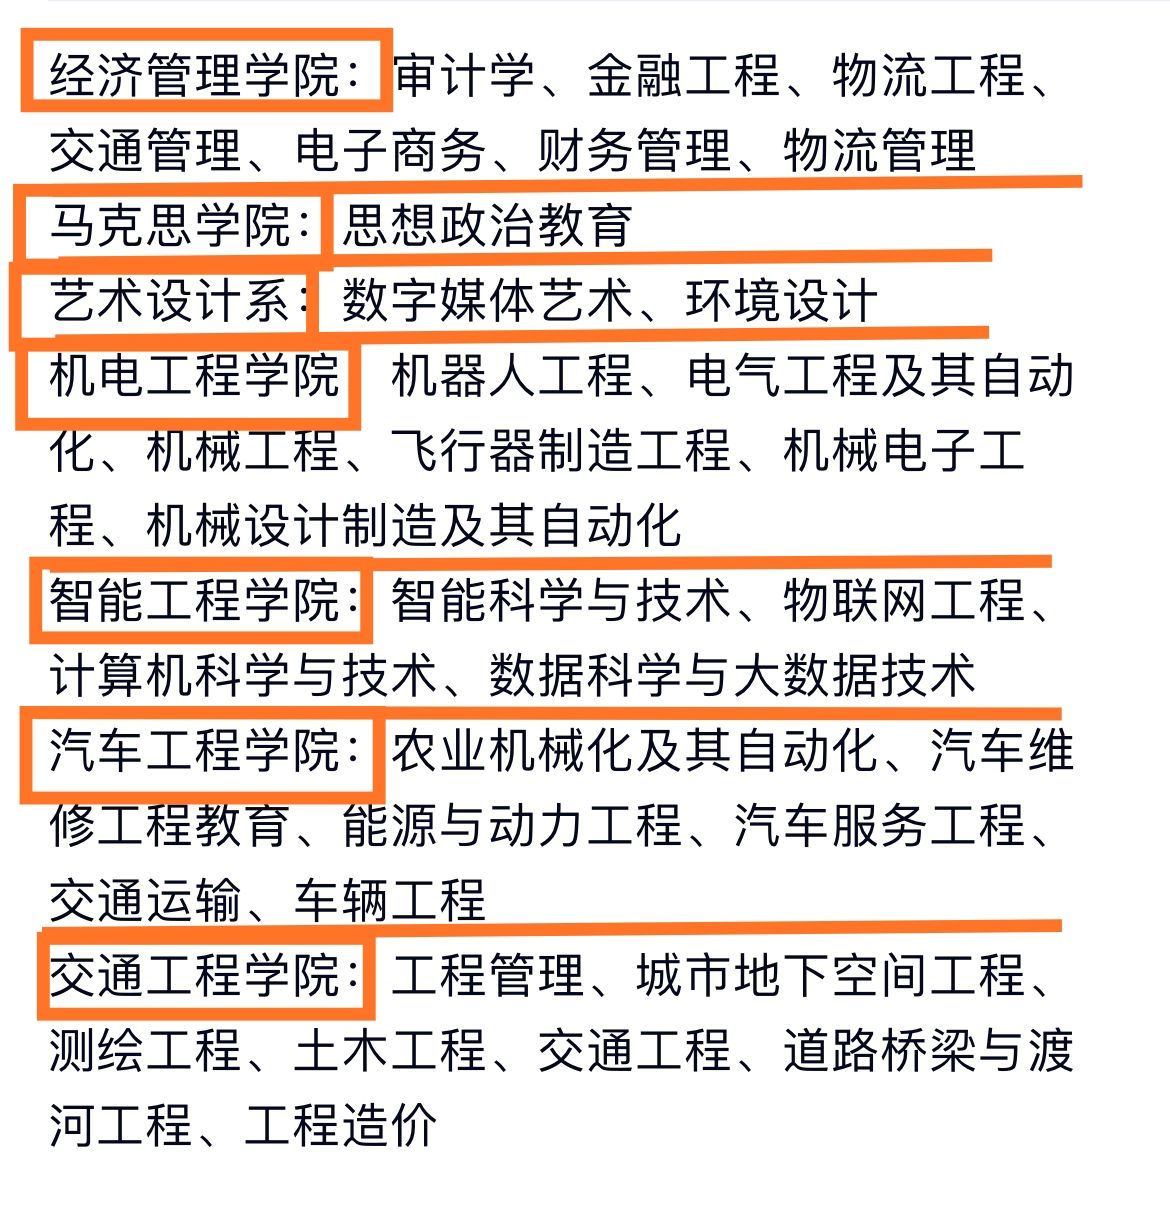 经济管理学院：审计学、金融工程、物流工程、
交通管理、电子商务、财务管理、物流管理
马克思学院：思想政治教育
艺术设计系：数字媒体艺术、环境设计
机电工程学院 机器人工程、电气工程及其自动
化、机械工程、飞行器制造工程、机械电子工
程、机械设计制造及其自动化
智能工程学院：智能科学与技术、物联网工程、
计算机科学与技术、数据科学与大数据技术
汽车工程学院：农业机械化及其自动化、汽车维
修工程教育、能源与动力工程、汽车服务工程、
交通运输、车辆工程
交通工程学院：工程管理、城市地下空间工程、
测绘工程、土木工程、交通工程、道路桥梁与渡
河工程、工程造价